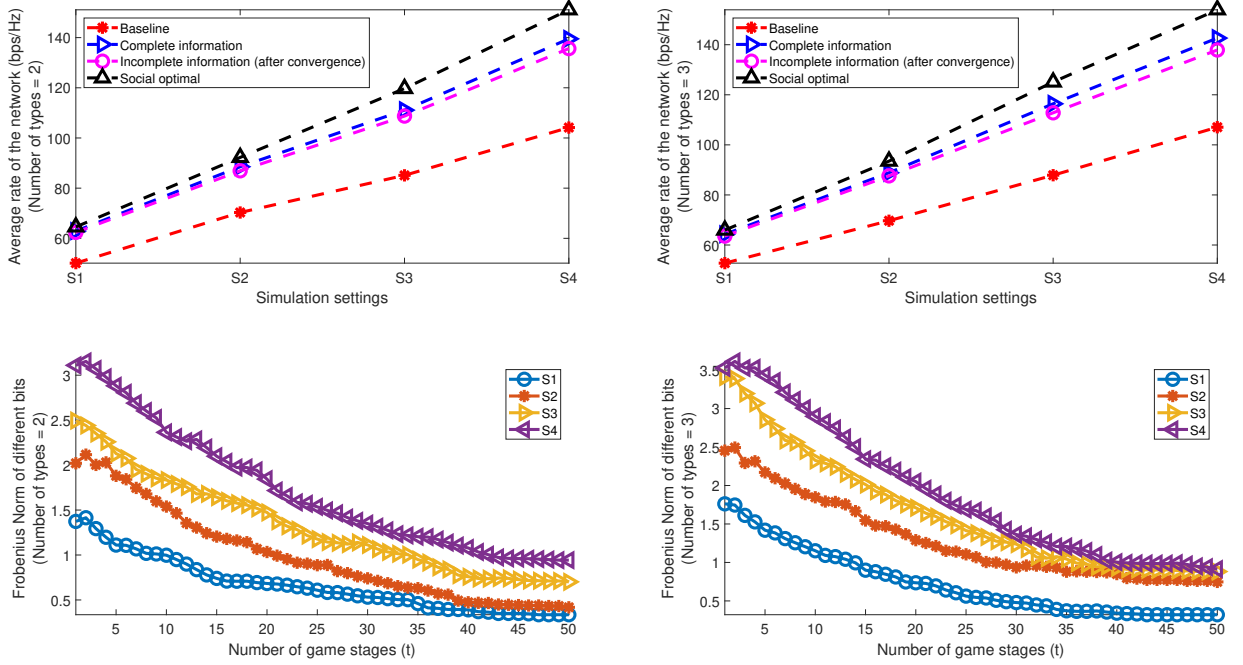 Average rate of the network (bps/Hz)
(Number of types = 2)
140
120
100
80
60
Baseline
Complete information
Incomplete information (after convergence)
Social optimal
S1
S2
S3
S4
Simulation settings
Average rate of the network (bps/Hz)
(Number of types = 3)
140
120
100
80
60
Baseline
Complete information
Incomplete information (after convergence)
Social optimal
S1
S2
S3
S4
Simulation settings
Frobenius Norm of different bits
(Number of types = 2)
3
2.5
2
1.5
1
0.5
S1
S2
S3
S4
5
10
15
20
25
30
35
40
45
50
Number of game stages (t)
Frobenius Norm of different bits
(Number of types = 3)
3.5
3
2.5
2
1.5
1
0.5
S1
S2
S3
S4
5
10
15
20
25
30
35
40
45
50
Number of game stages (t)